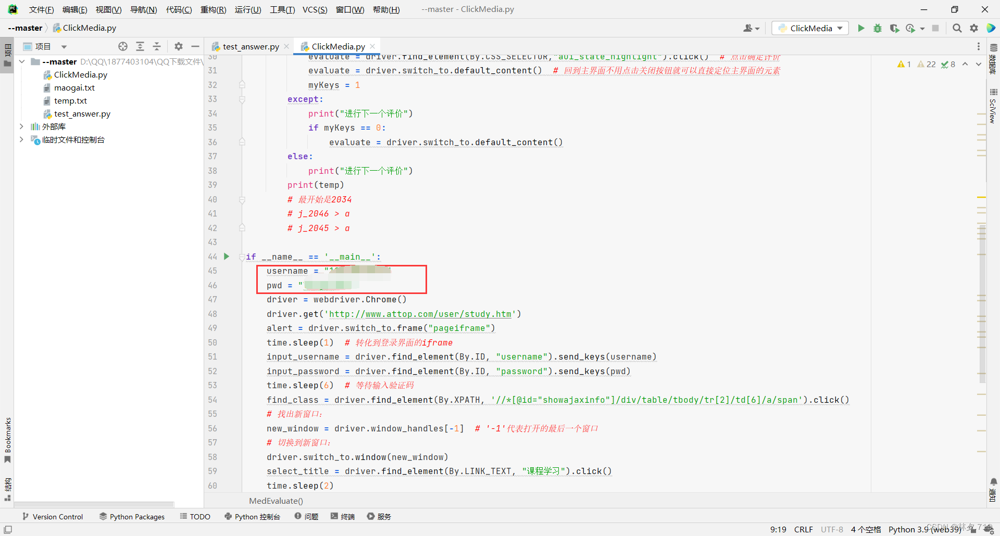 文件(F) 编辑(E) 视图(V) 导航(N) 代码(C) 重构(R) 运行(U) 工具(T) VCS(S) 窗口(W) 帮助(H) --master - ClickMedia.py
--master ClickMedia.py
ClickMedia
项目
项目
test_answer.py
ClickMedia.py
--master D:\QQ\1877403104\QQ下载文件\
ClickMedia.py
maogai.txt
temp.txt
test_answer.py
外部库
临时文件和控制台
1 22 8
30 evaluate = driver.find_element(By.CSS_SELECTOR,"aui_state_highlight").click() # 点击确定评价
31 evaluate = driver.switch_to.default_content() # 回到主界面不用点击关闭按钮就可以直接定位主界面的元素
32 myKeys = 1
33 except:
34 print("进行下一个评价")
35 if myKeys == 0:
36 evaluate = driver.switch_to.default_content()
37 else:
38 print("进行下一个评价")
39 print(temp)
40 # 最开始是2034
41 # j_2046 > a
42 # j_2045 > a
43
44 if __name__ == '__main__':
45 username = "1
46 pwd = "
47 driver = webdriver.Chrome()
48 driver.get('http://www.attop.com/user/study.htm')
49 alert = driver.switch_to.frame("pageiframe")
50 time.sleep(1) # 转化到登录界面的iframe
51 input_username = driver.find_element(By.ID, "username").send_keys(username)
52 input_password = driver.find_element(By.ID, "password").send_keys(pwd)
53 time.sleep(6) # 等待输入验证码
54 find_class = driver.find_element(By.XPATH, '//*[@id="showajaxinfo"]/div/table/tbody/tr[2]/td[6]/a/span').click()
55 # 找出新窗口：
56 new_window = driver.window_handles[-1] # '-1'代表打开的最后一个窗口
57 # 切换到新窗口：
58 driver.switch_to.window(new_window)
59 select_title = driver.find_element(By.LINK_TEXT, "课程学习").click()
60 time.sleep(2)
MedEvaluate()
数据库
SciView
通知
Bookmarks
结构
Version Control Python Packages TODO Python 控制台 问题 终端 服务
9:19 CRLF UTF-8 4 个空格 Python 3.9 (web39)
CSDN @林夕719